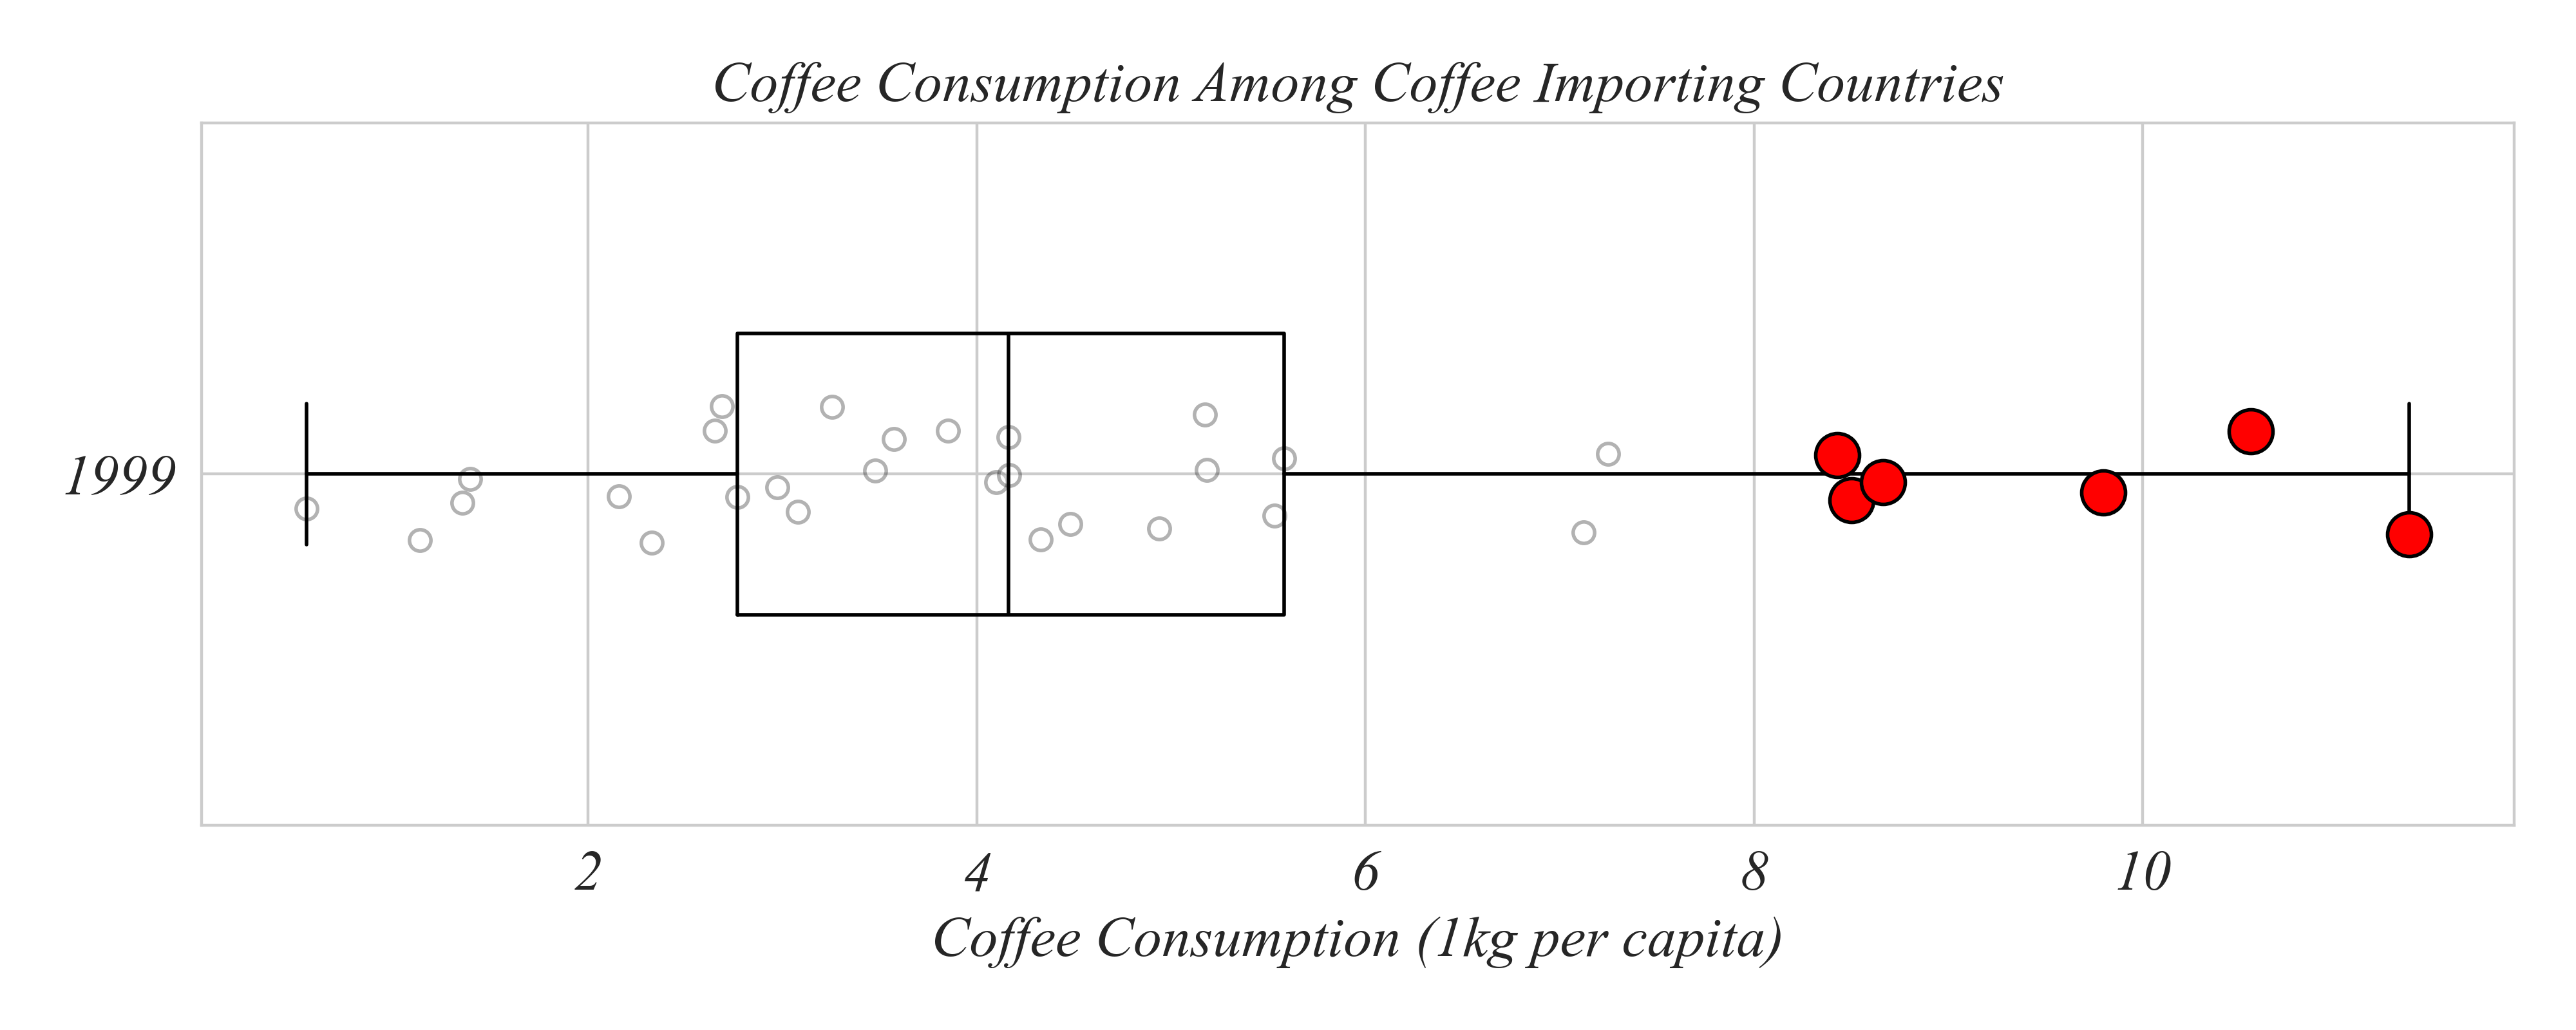 Coffee Consumption Among Coffee Importing Countries
1999
2 4 6 8 10
Coffee Consumption (1kg per capita)